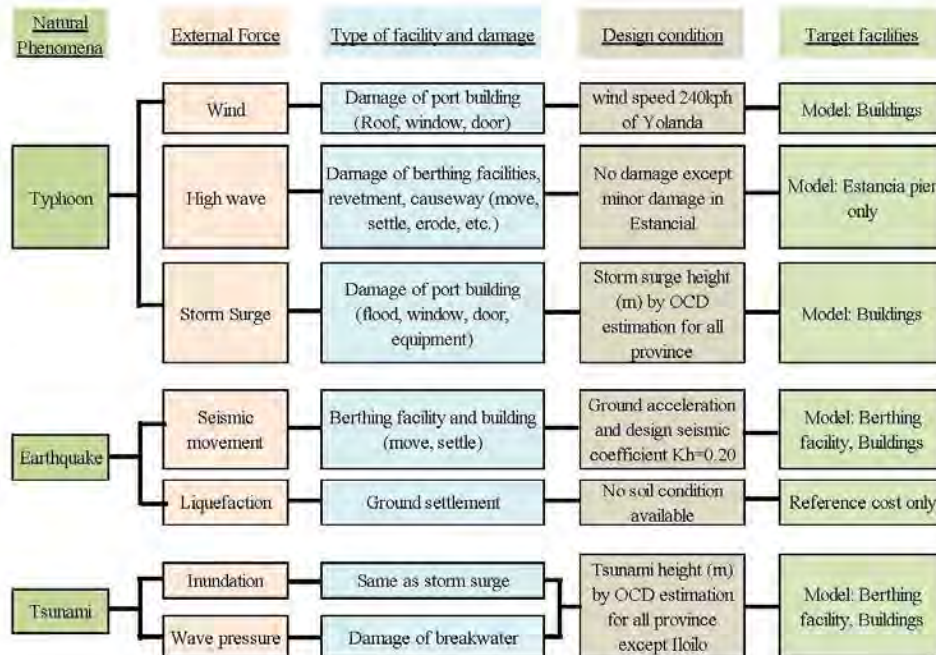 Natural
Phenomena
External Force
Type of facility and damage
Design condition
Target facilities
Typhoon
Wind
Damage of port building
(Roof, window, door)
wind speed 240kph
of Yolanda
Model: Buildings
High wave
Damage of berthing facilities,
revetment, causeway (move,
settle, erode, etc.)
No damage except
minor damage in
Estancial
Model: Estancia pier
only
Storm Surge
Damage of port building
(flood, window, door,
equipment)
Storm surge height
(m) by OCD
estimation for all
province
Model: Buildings
Earthquake
Seismic
movement
Berthing facility and building
(move, settle)
Ground acceleration
and design seismic
coefficient Kh=0.20
Model: Berthing
facility, Buildings
Liquefaction
Ground settlement
No soil condition
available
Reference cost only
Tsunami
Inundation
Same as storm surge
Wave pressure
Damage of breakwater
Tsunami height (m)
by OCD estimation
for all province
except Iloilo
Model: Berthing
facility, Buildings